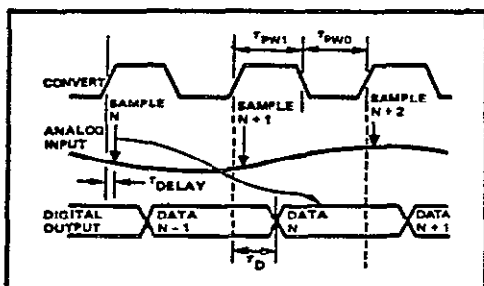 TPW1
TPW0
CONVERT
SAMPLE
N
SAMPLE
N + 1
SAMPLE
N + 2
ANALOG
INPUT
TDELAY
DIGITAL
OUTPUT
DATA
N - 1
DATA
N
DATA
N + 1
TD